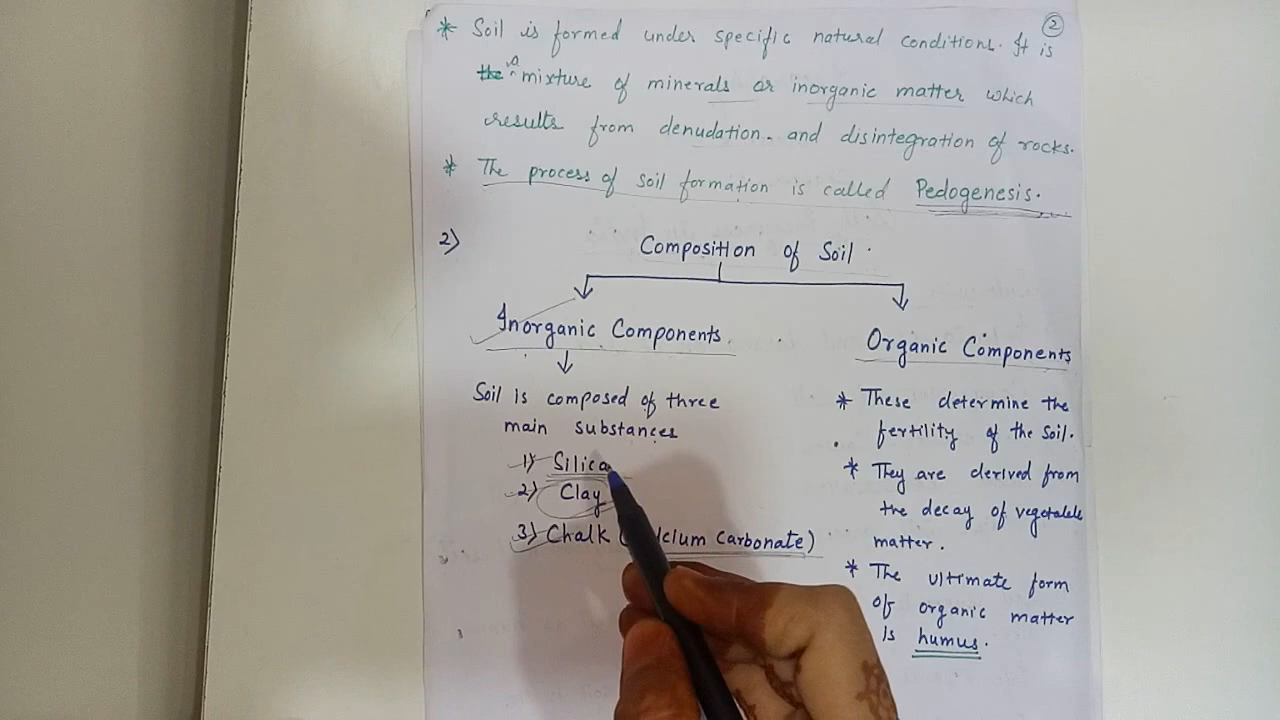 2
* Soil is formed under specific natural conditions. It is
the a mixture of minerals or inorganic matter which
results from denudation. and disintegration of rocks.
* The process of soil formation is called Pedogenesis.
2) Composition of Soil
Inorganic Components
Organic Components
Soil is composed of three
main substances
1) Silica
2) Clay
3) Chalk (Calcium Carbonate)
* These determine the
fertility of the soil.
* They are derived from
the decay of vegetable
matter.
* The ultimate form
of organic matter
is humus.